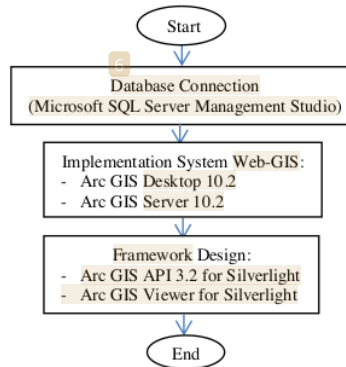 Start
6
Database Connection
(Microsoft SQL Server Management Studio)
Implementation System Web-GIS:
- Arc GIS Desktop 10.2
- Arc GIS Server 10.2
Framework Design:
- Arc GIS API 3.2 for Silverlight
- Arc GIS Viewer for Silverlight
End